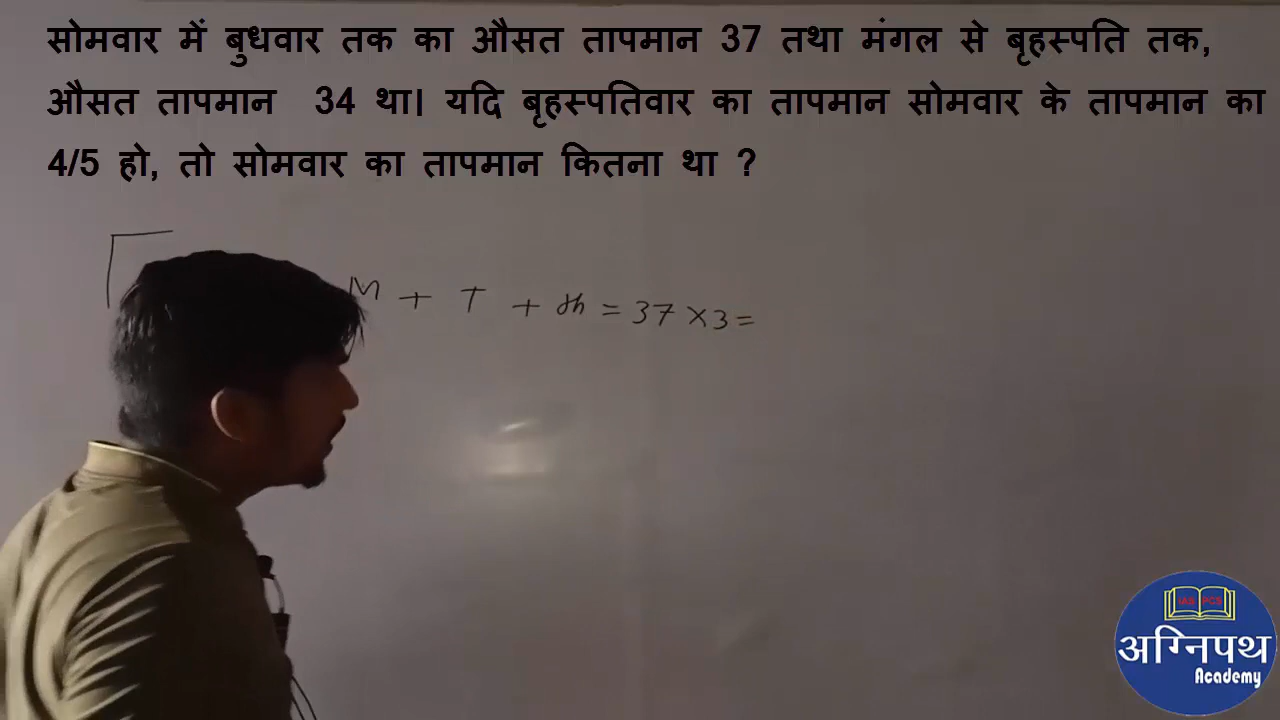 सोमवार में बुधवार तक का औसत तापमान 37 तथा मंगल से बृहस्पति तक,
औसत तापमान 34 था। यदि बृहस्पतिवार का तापमान सोमवार के तापमान का
4/5 हो, तो सोमवार का तापमान कितना था ?
M + T + = 37 × 3 =
IAS PCS
अग्निपथ
Academy